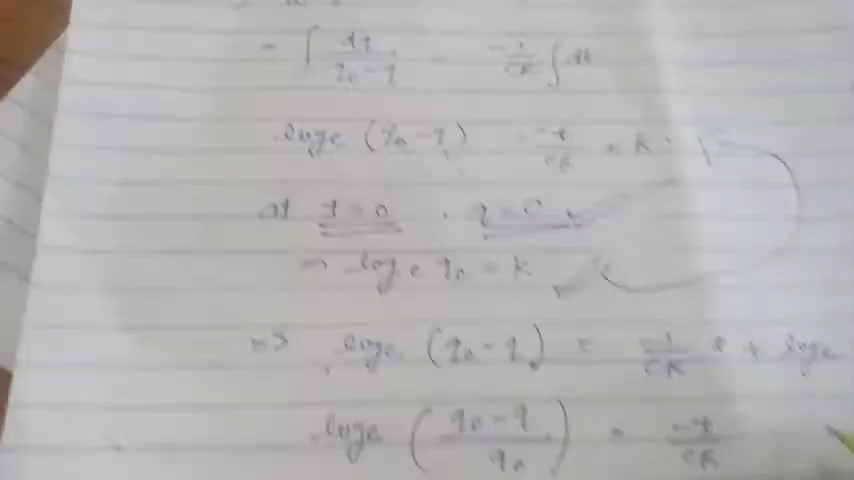 = ∫ dq / (q₀ - q) = -1/CR ∫ dt
loge (q₀ - q) = -t/CR + K
at t = 0, q = 0
⇒ loge q₀ = K
=> loge (q₀ - q) = -1/CR t + loge
loge ((q₀ - q) / q₀) = -t/CR